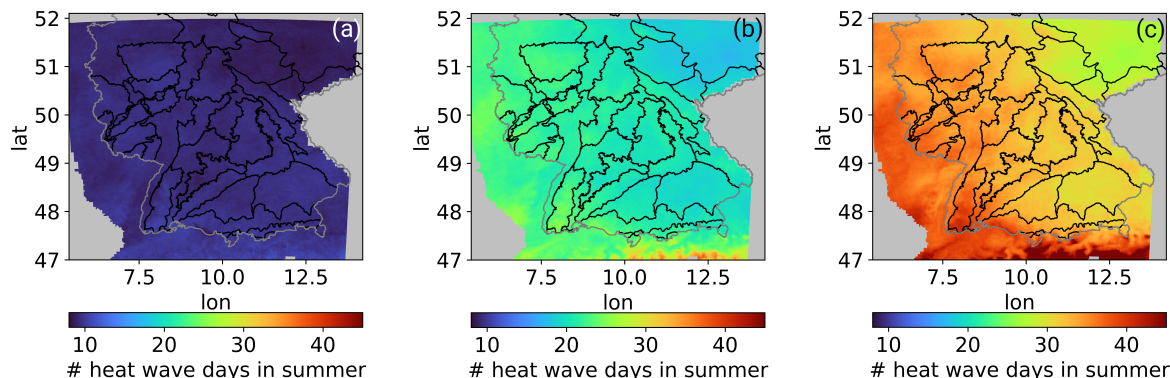 (a) (b) (c)
52 52 52
51 51 51
50 50 50
lat lat lat
49 49 49
48 48 48
47 47 47
7.5 10.0 12.5 7.5 10.0 12.5 7.5 10.0 12.5
lon lon lon
10 20 30 40 10 20 30 40 10 20 30 40
# heat wave days in summer # heat wave days in summer # heat wave days in summer